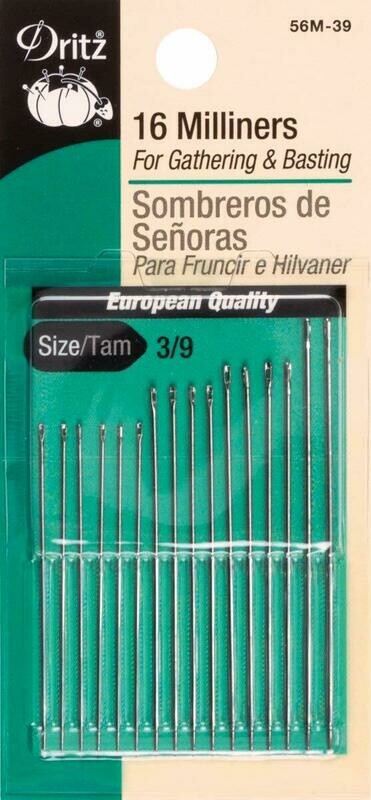 56M-39
Dritz®
®
16 Milliners
For Gathering & Basting
Sombreros de
Señoras
Para Fruncir e Hilvaner
European Quality
Size/Tam 3/9